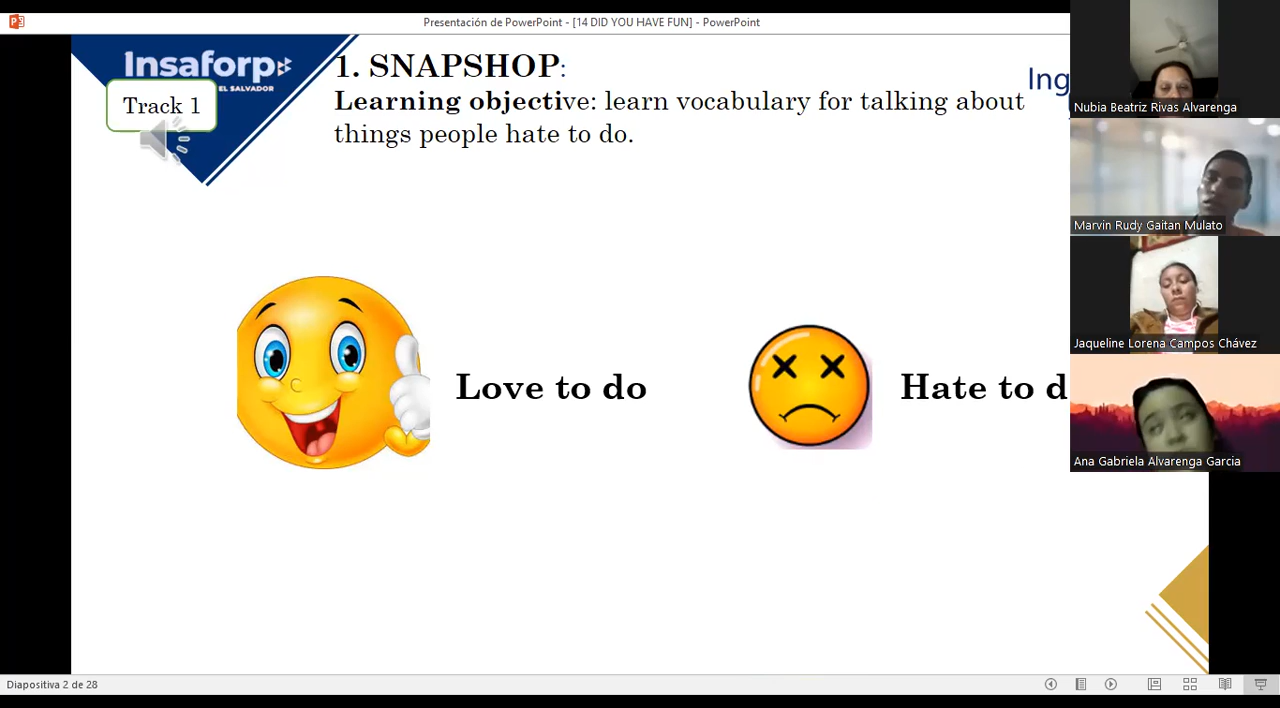 Presentación de PowerPoint - [14 DID YOU HAVE FUN] - PowerPoint
Insaforp
EL SALVADOR
Track 1
1. SNAPSHOP:
Learning objective: learn vocabulary for talking about
things people hate to do.
Ing
Love to do
Hate to d
Nubia Beatriz Rivas Alvarenga
Marvin Rudy Gaitan Mulato
Jaqueline Lorena Campos Chávez
Ana Gabriela Alvarenga Garcia
Diapositiva 2 de 28